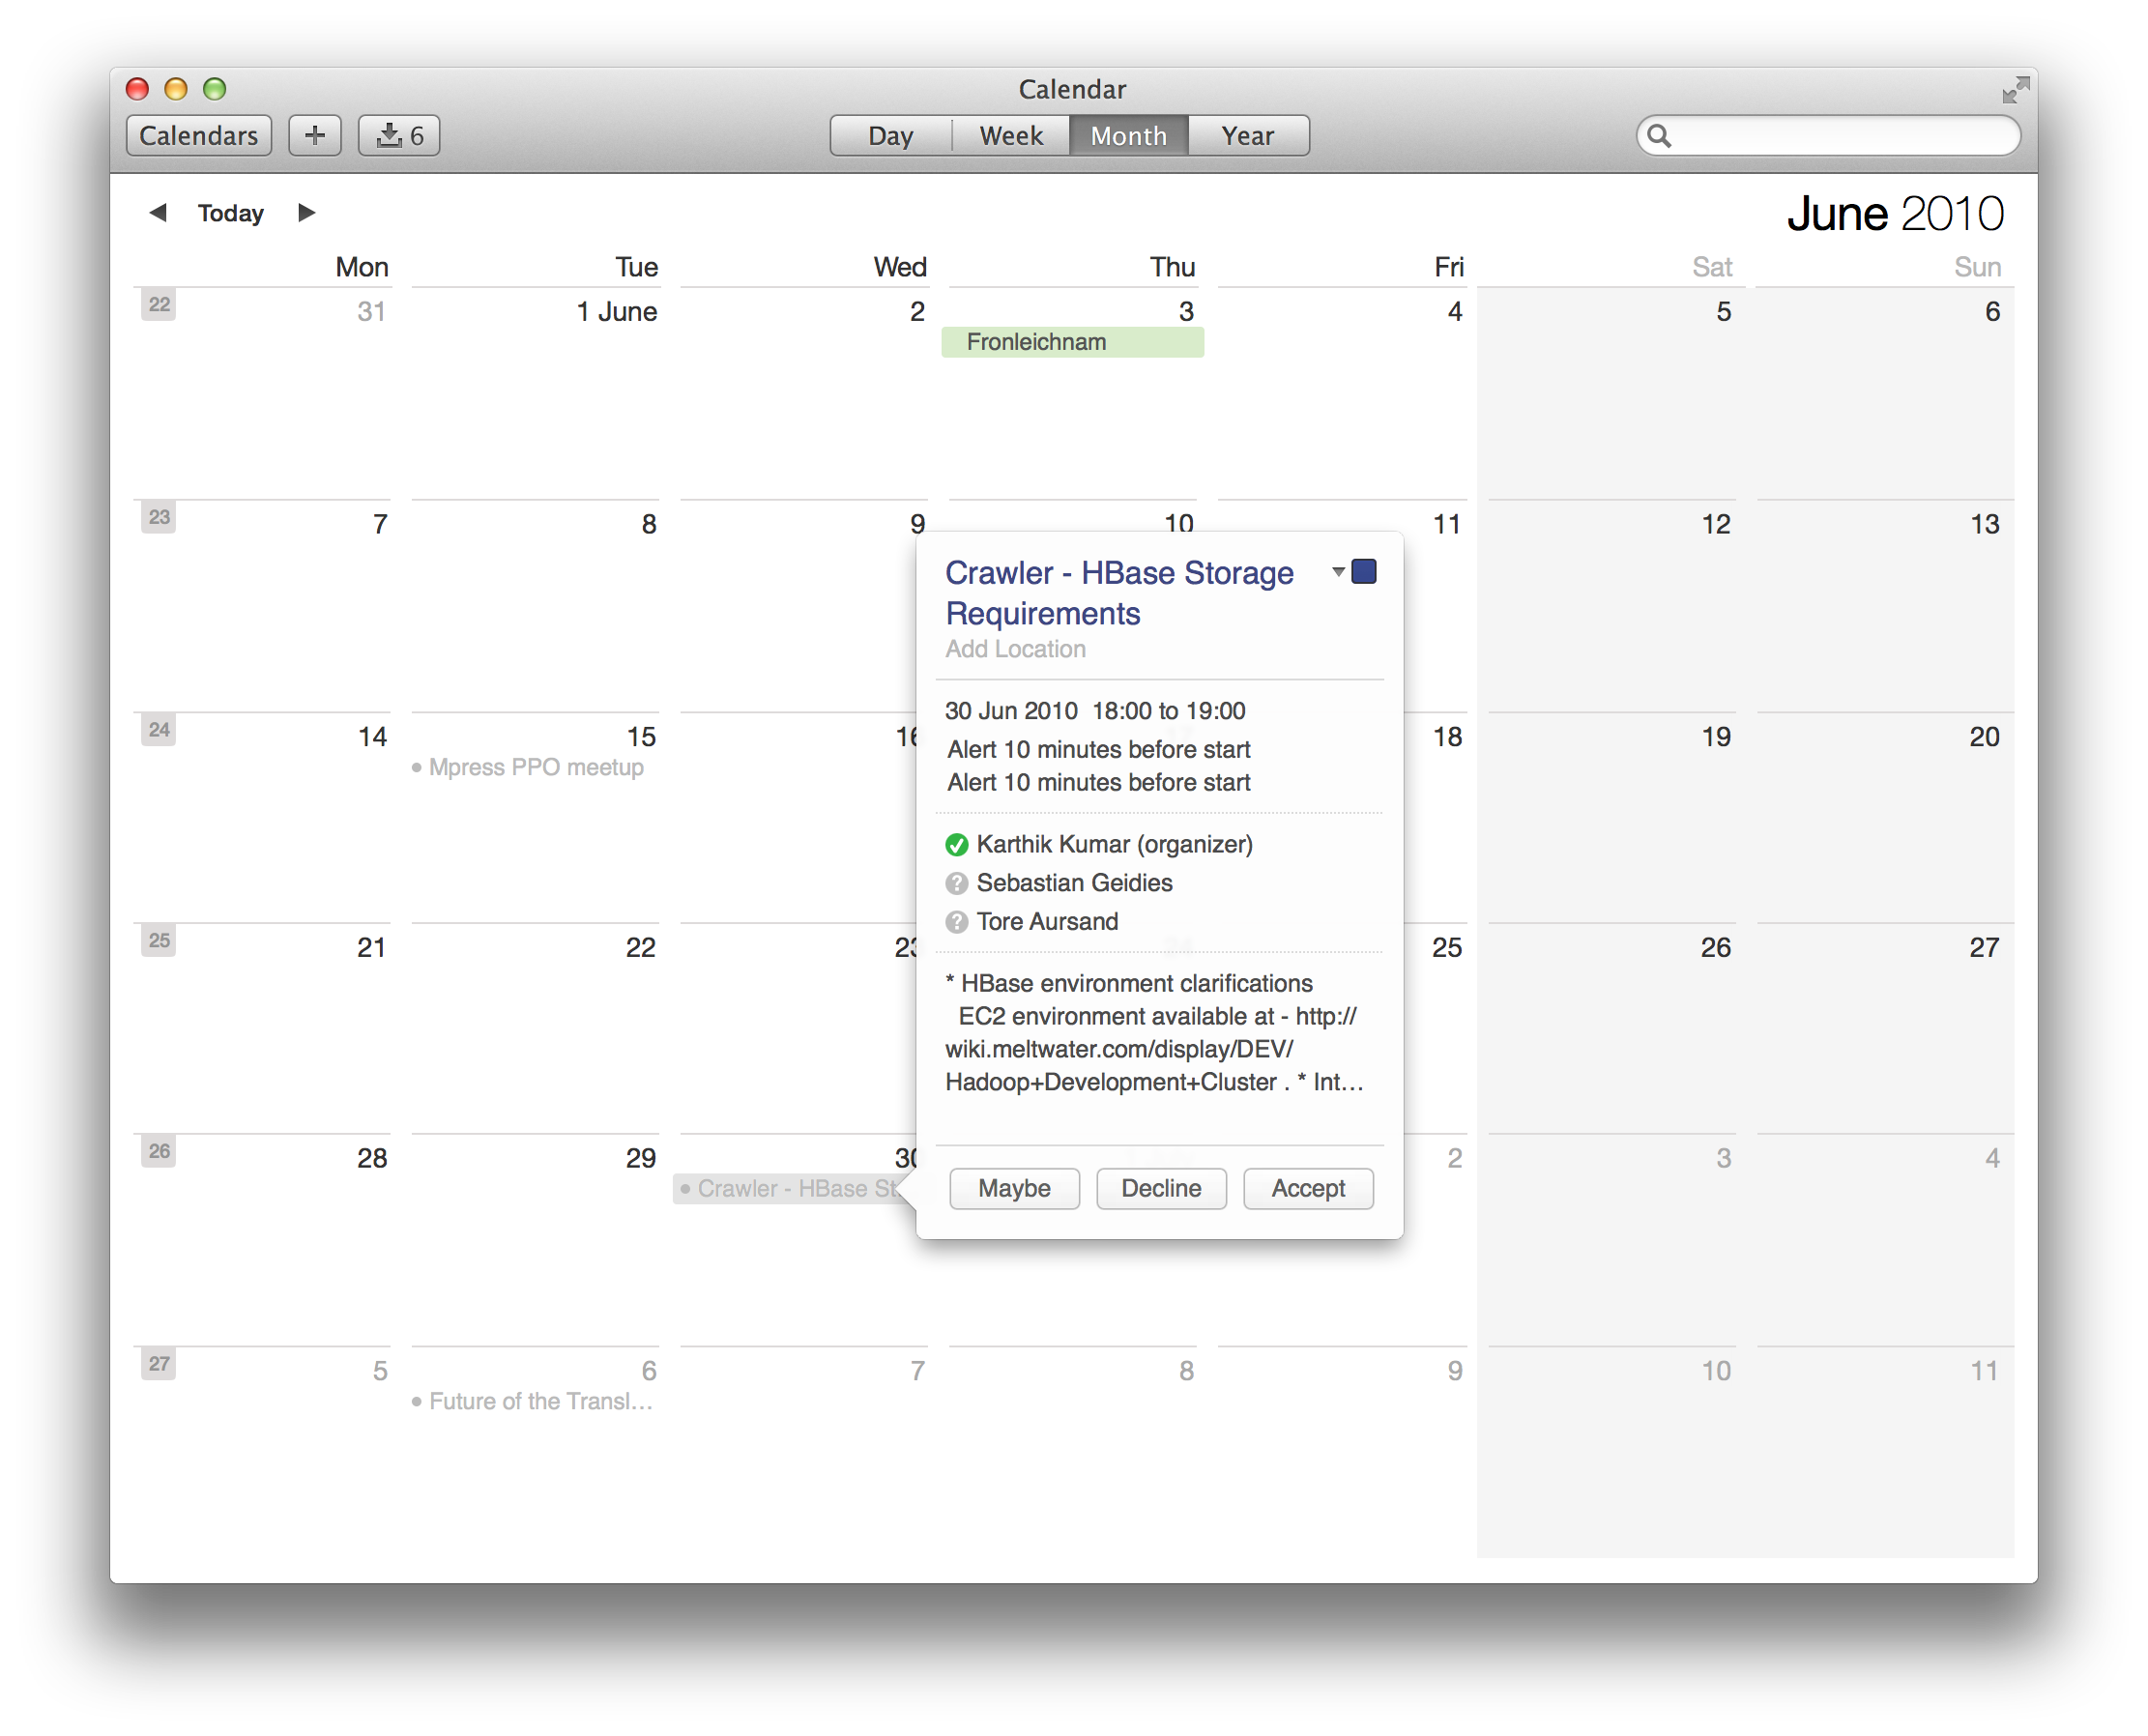 Calendar
Calendars + 6 Day Week Month Year
Today June 2010
Mon Tue Wed Thu Fri Sat Sun
22 31 1 June 2 3 4 5 6
Fronleichnam
23 7 8 9 10 11 12 13
24 14 15 16 18 19 20
Mpress PPO meetup
25 21 22 23 25 26 27
26 28 29 30 2 3 4
Crawler - HBase St...
27 5 6 7 8 9 10 11
Future of the Transl...
Crawler - HBase Storage
Requirements
Add Location
30 Jun 2010 18:00 to 19:00
Alert 10 minutes before start
Alert 10 minutes before start
Karthik Kumar (organizer)
? Sebastian Geidies
? Tore Aursand
* HBase environment clarifications
EC2 environment available at - http://
wiki.meltwater.com/display/DEV/
Hadoop+Development+Cluster . * Int...
Maybe Decline Accept